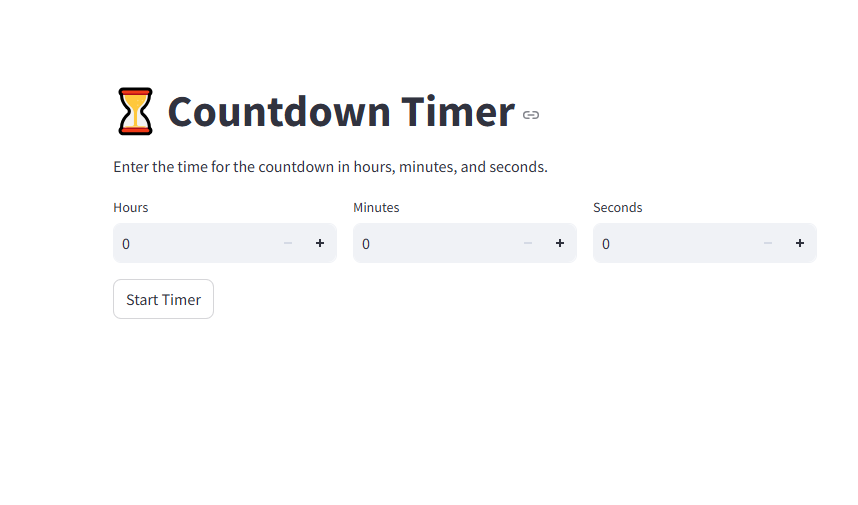 ⏳ Countdown Timer
Enter the time for the countdown in hours, minutes, and seconds.
Hours Minutes Seconds
0 − + 0 − + 0 − +
Start Timer